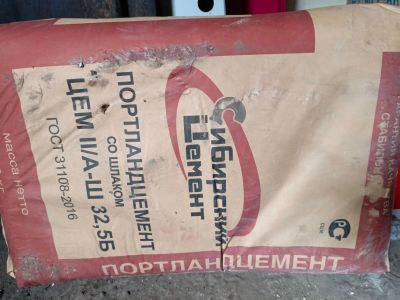 Сибирский
Цемент
ПОРТЛАНДЦЕМЕНТ
СО ШЛАКОМ
ЦЕМ II/А-Ш 32,5Б
ГОСТ 31108-2016
масса нетто
ПОРТЛАНДЦЕМЕНТ